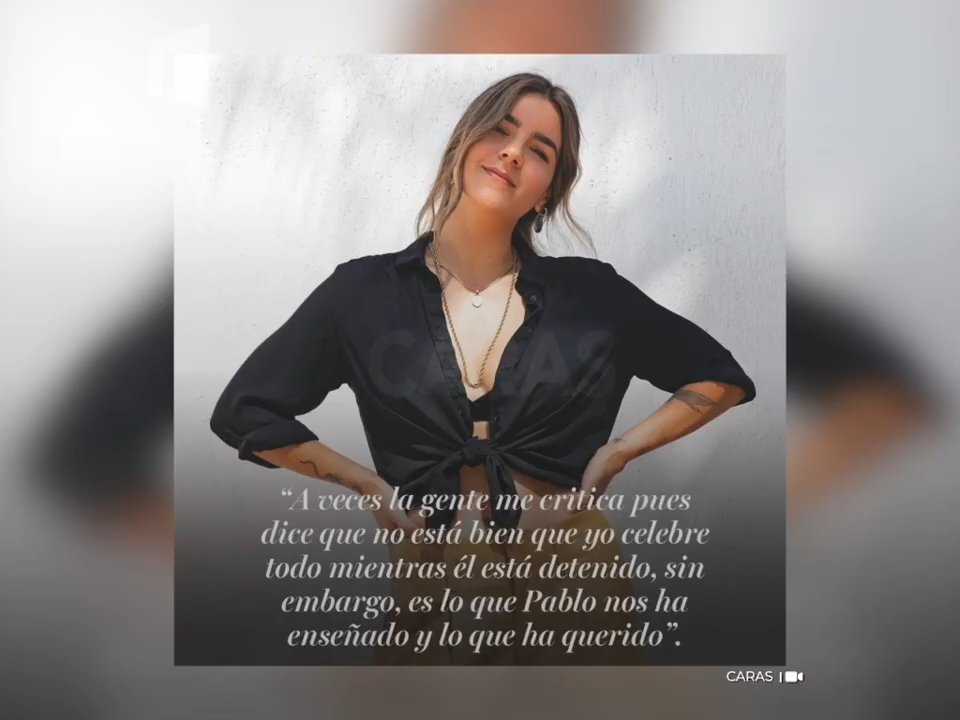 CARAS
“A veces la gente me critica pues
dice que no está bien que yo celebre
todo mientras él está detenido, sin
embargo, es lo que Pablo nos ha
enseñado y lo que ha querido”.
CARAS